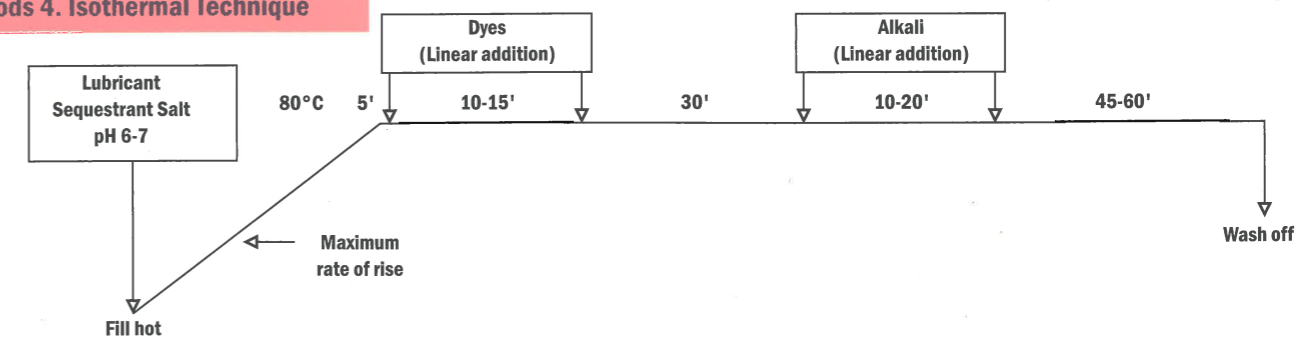 ods 4. Isothermal Technique
Dyes
(Linear addition)
Alkali
(Linear addition)
Lubricant
Sequestrant Salt
pH 6-7
80°C 5' 10-15' 30' 10-20' 45-60'
Maximum
rate of rise
Wash off
Fill hot